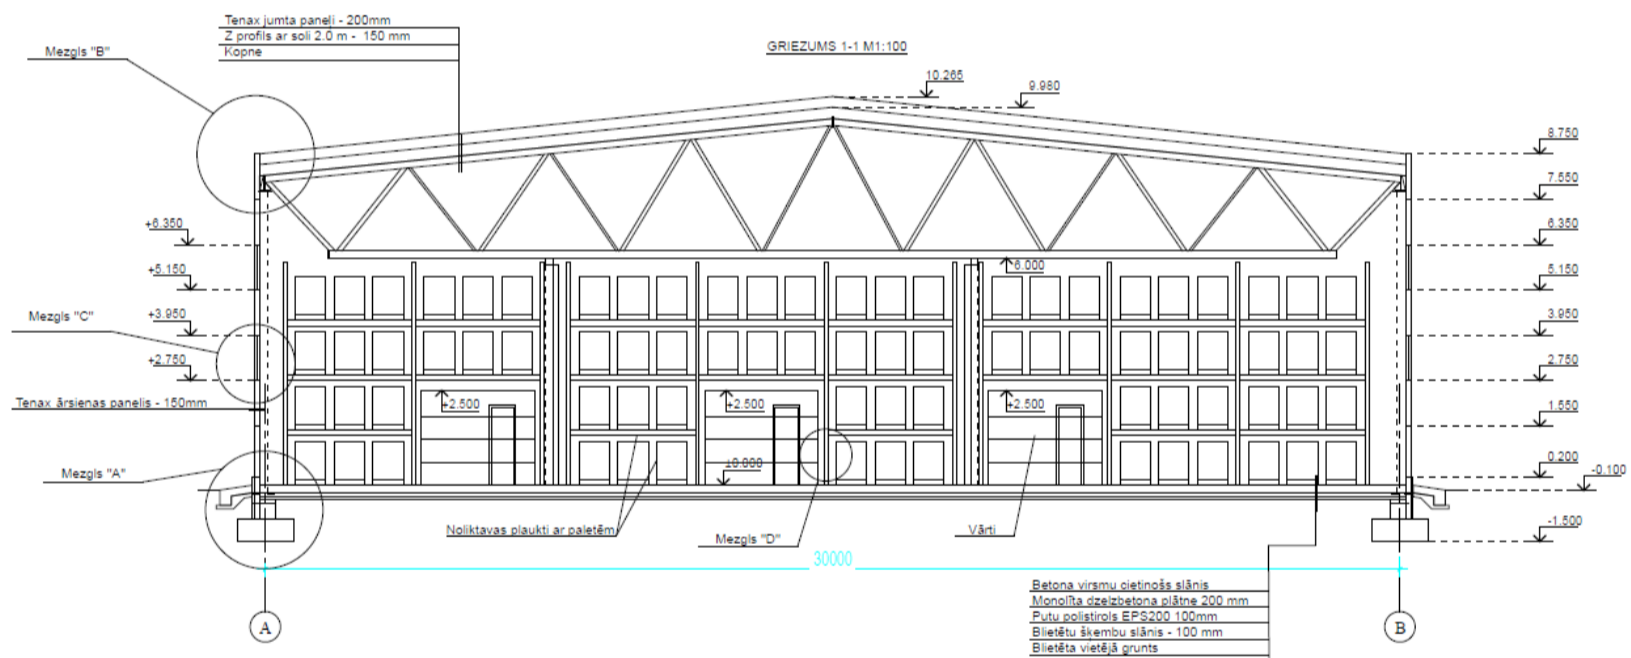 Tenax jumta paneļi - 200mm
Z profils ar soli 2.0 m - 150 mm
Kopne
Mezgls "B"
GRIEZUMS 1-1 M1:100
10.265
9.980
8.750
7.550
+6.350
6.350
6.000
+5.150
5.150
Mezgls "C"
+3.950
3.950
+2.750
2.750
Tenax ārsienas panelis - 150mm
+2.500
+2.500
+2.500
1.550
Mezgls "A"
±0.000
0.200
-0.100
Noliktavas plaukti ar paletēm
Mezgls "D"
Vārti
-1.500
30000
Betona virsmu cietinošs slānis
Monolīta dzelzbetona plātne 200 mm
Putu polistirols EPS200 100mm
Blietētu šķembu slānis - 100 mm
Blietēta vietējā grunts
A
B